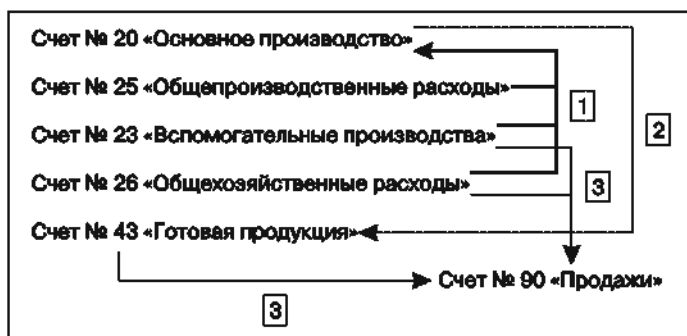 Счет № 20 «Основное производство»
Счет № 25 «Общепроизводственные расходы»
1
Счет № 23 «Вспомогательные производства»
2
Счет № 26 «Общехозяйственные расходы»
3
Счет № 43 «Готовая продукция»
Счет № 90 «Продажи»
3